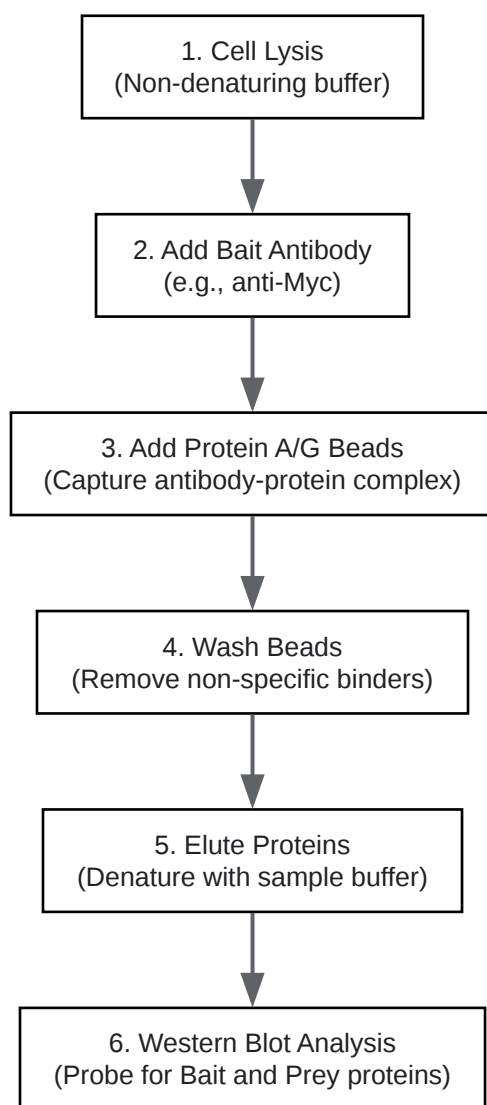 1. Cell Lysis
(Non-denaturing buffer)
2. Add Bait Antibody
(e.g., anti-Myc)
3. Add Protein A/G Beads
(Capture antibody-protein complex)
4. Wash Beads
(Remove non-specific binders)
5. Elute Proteins
(Denature with sample buffer)
6. Western Blot Analysis
(Probe for Bait and Prey proteins)